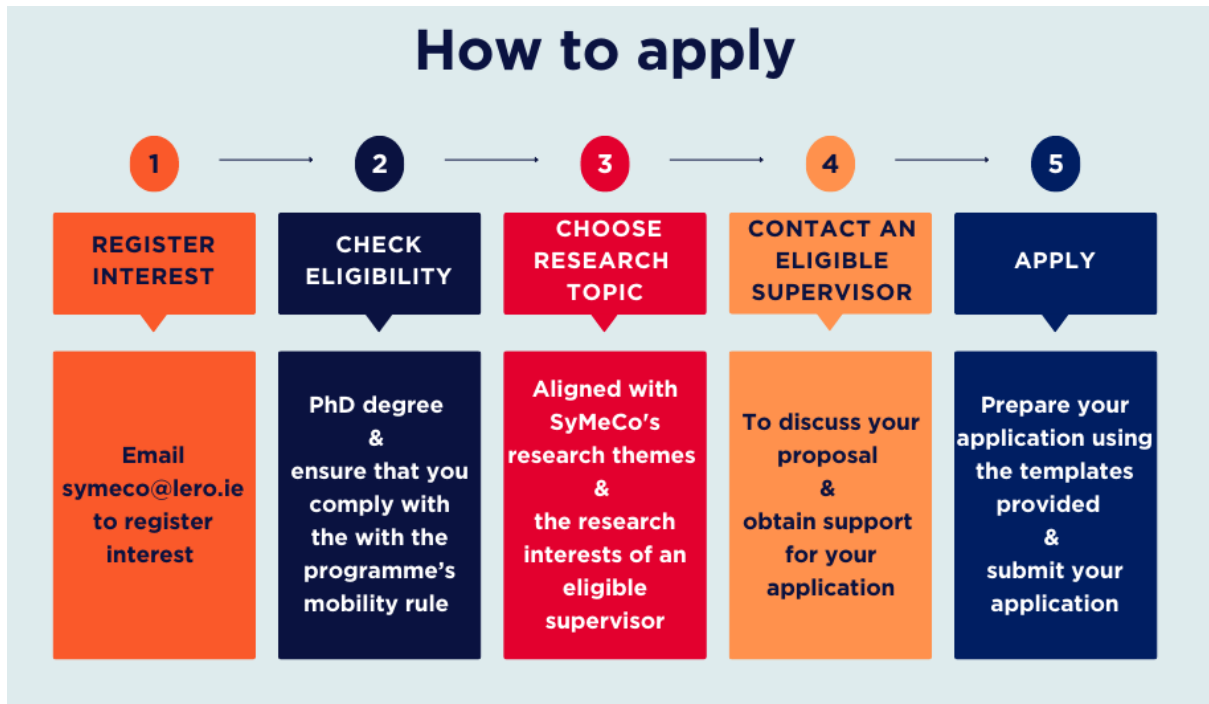 How to apply
1
2
3
4
5
REGISTER
INTEREST
CHECK
ELIGIBILITY
CHOOSE
RESEARCH
TOPIC
CONTACT AN
ELIGIBLE
SUPERVISOR
APPLY
Email
symeco@lero.ie
to register
interest
PhD degree
&
ensure that you
comply with
the with the
programme’s
mobility rule
Aligned with
SyMeCo's
research themes
&
the research
interests of an
eligible
supervisor
To discuss your
proposal
&
obtain support
for your
application
Prepare your
application using
the templates
provided
&
submit your
application